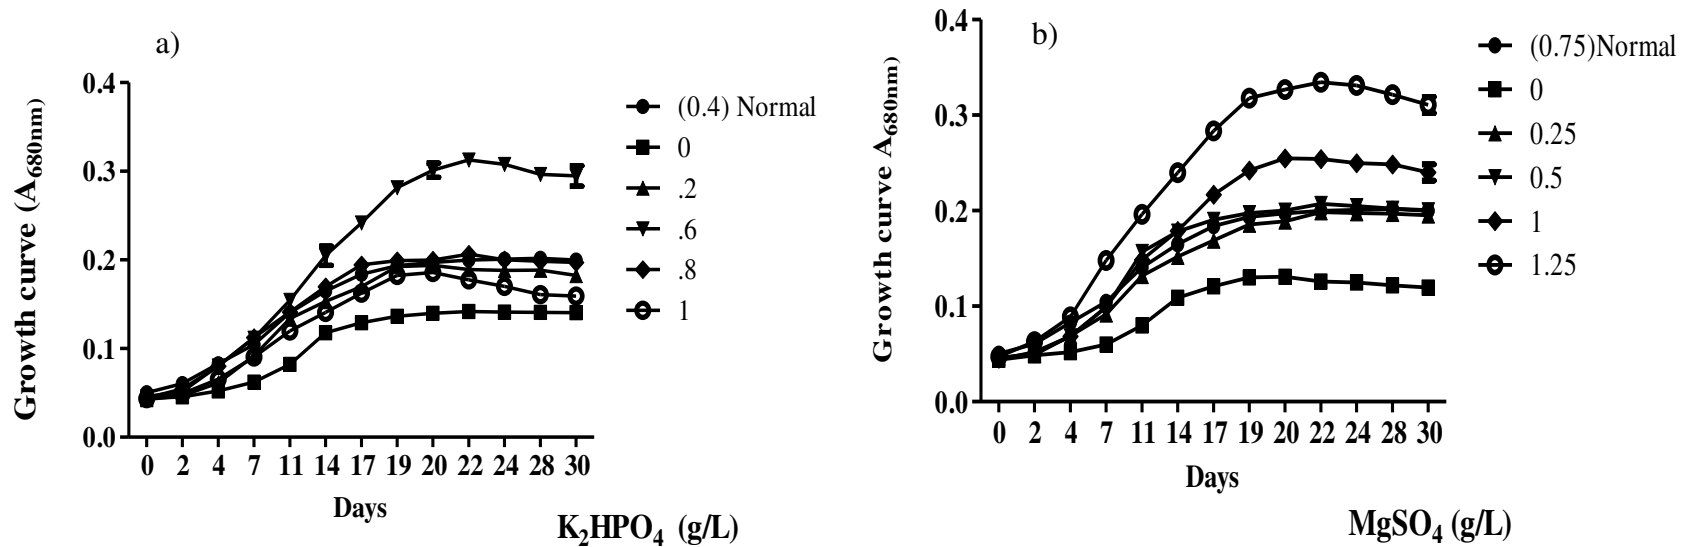 a)
Growth curve (A680nm)
0.4
0.3
0.2
0.1
0.0
0 2 4 7 11 14 17 19 20 22 24 28 30
Days
K2HPO4 (g/L)
(0.4) Normal
0
.2
.6
.8
1
b)
Growth curve A680nm)
0.4
0.3
0.2
0.1
0.0
0 2 4 7 11 14 17 19 20 22 24 28 30
Days
MgSO4 (g/L)
(0.75)Normal
0
0.25
0.5
1
1.25